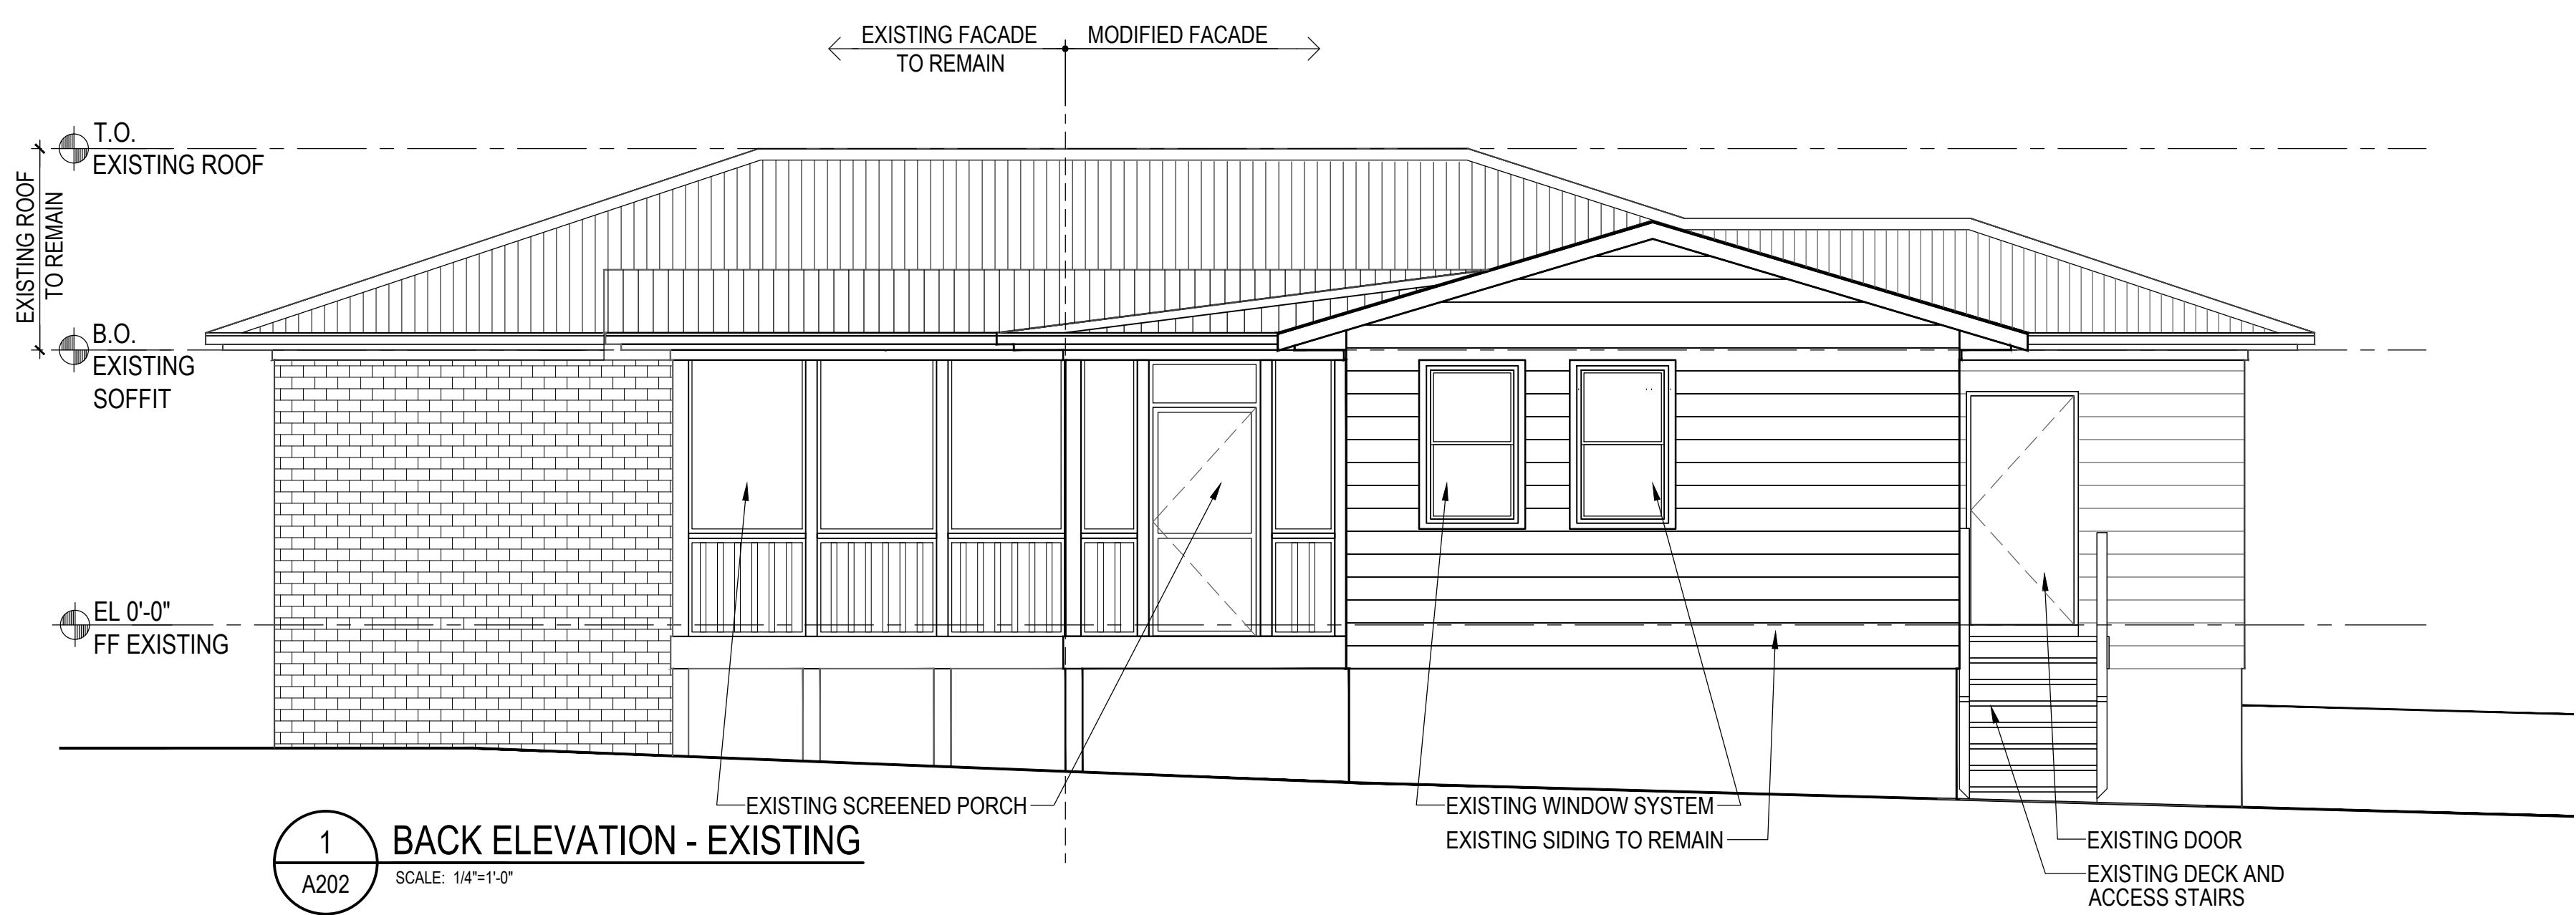 EXISTING FACADE
TO REMAIN
MODIFIED FACADE
T.O.
EXISTING ROOF
EXISTING ROOF
TO REMAIN
B.O.
EXISTING
SOFFIT
EL 0'-0"
FF EXISTING
EXISTING SCREENED PORCH
EXISTING WINDOW SYSTEM
EXISTING SIDING TO REMAIN
EXISTING DOOR
EXISTING DECK AND
ACCESS STAIRS
1
A202
BACK ELEVATION - EXISTING
SCALE: 1/4"=1'-0"